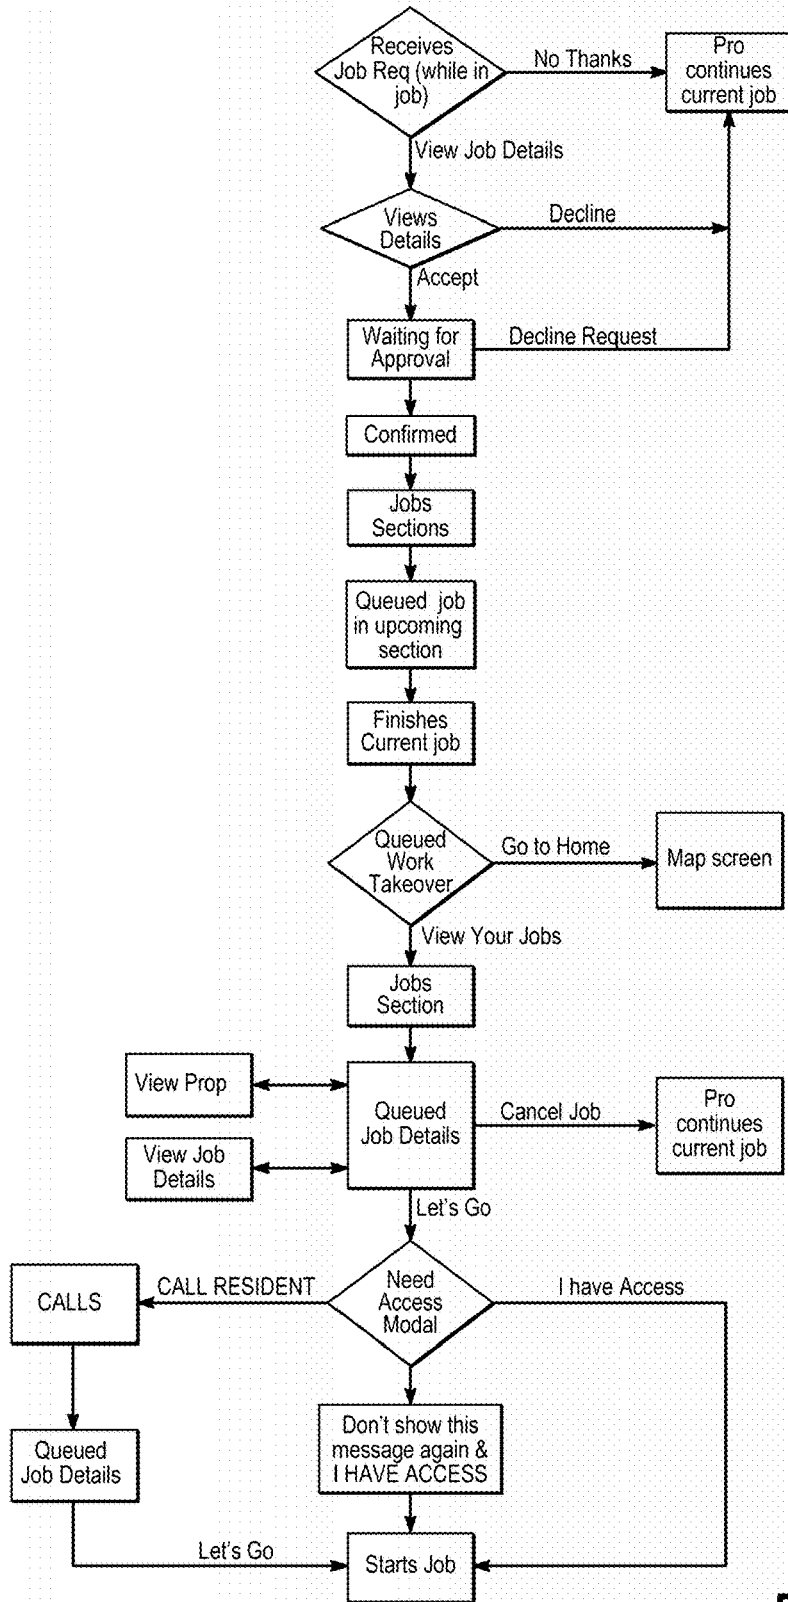 Receives
Job Req (while in
job)
No Thanks
Pro
continues
current job
View Job Details
Views
Details
Decline
Accept
Waiting for
Approval
Decline Request
Confirmed
Jobs
Sections
Queued job
in upcoming
section
Finishes
Current job
Queued
Work
Takeover
Go to Home
Map screen
View Your Jobs
Jobs
Section
View Prop
Queued
Job Details
Cancel Job
Pro
continues
current job
View Job
Details
Let's Go
Need
Access
Modal
CALL RESIDENT
I have Access
CALLS
Don't show this
message again &
I HAVE ACCESS
Queued
Job Details
Let's Go
Starts Job